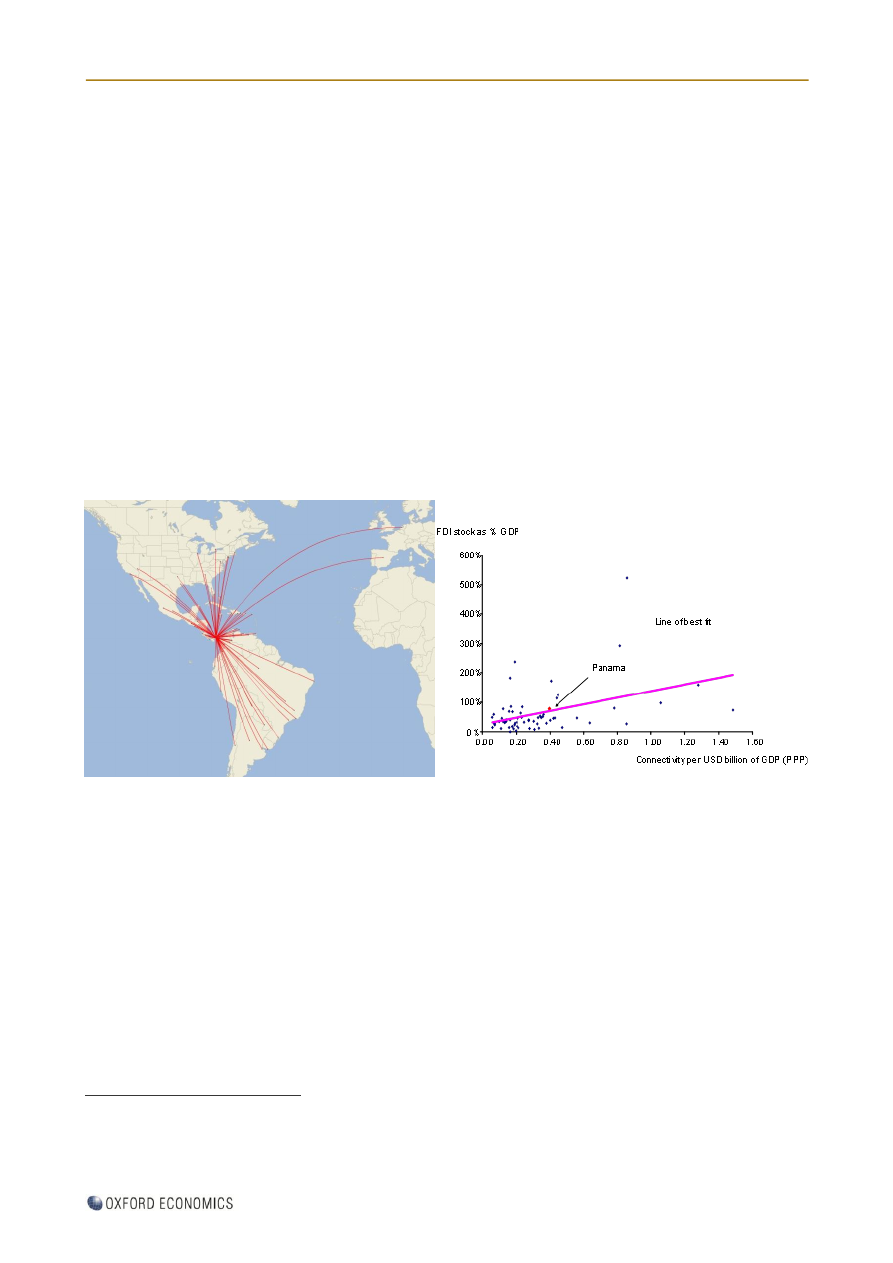 FDI stock as % GDP
600%
500%
400%
Line of best fit
300%
Panama
200%
100%
0%
0.00 0.20 0.40 0.60 0.80 1.00 1.20 1.40 1.60
Connectivity per USD billion of GDP (PPP)
OXFORD ECONOMICS